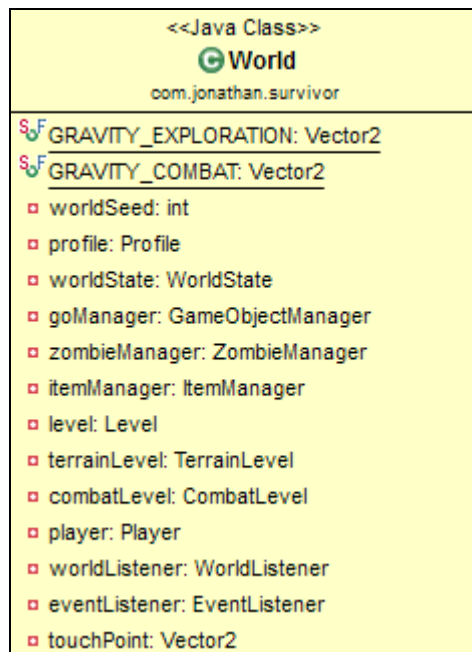 <<Java Class>>
World
com.jonathan.survivor
GRAVITY_EXPLORATION: Vector2
GRAVITY_COMBAT: Vector2
worldSeed: int
profile: Profile
worldState: WorldState
goManager: GameObjectManager
zombieManager: ZombieManager
itemManager: ItemManager
level: Level
terrainLevel: TerrainLevel
combatLevel: CombatLevel
player: Player
worldListener: WorldListener
eventListener: EventListener
touchPoint: Vector2